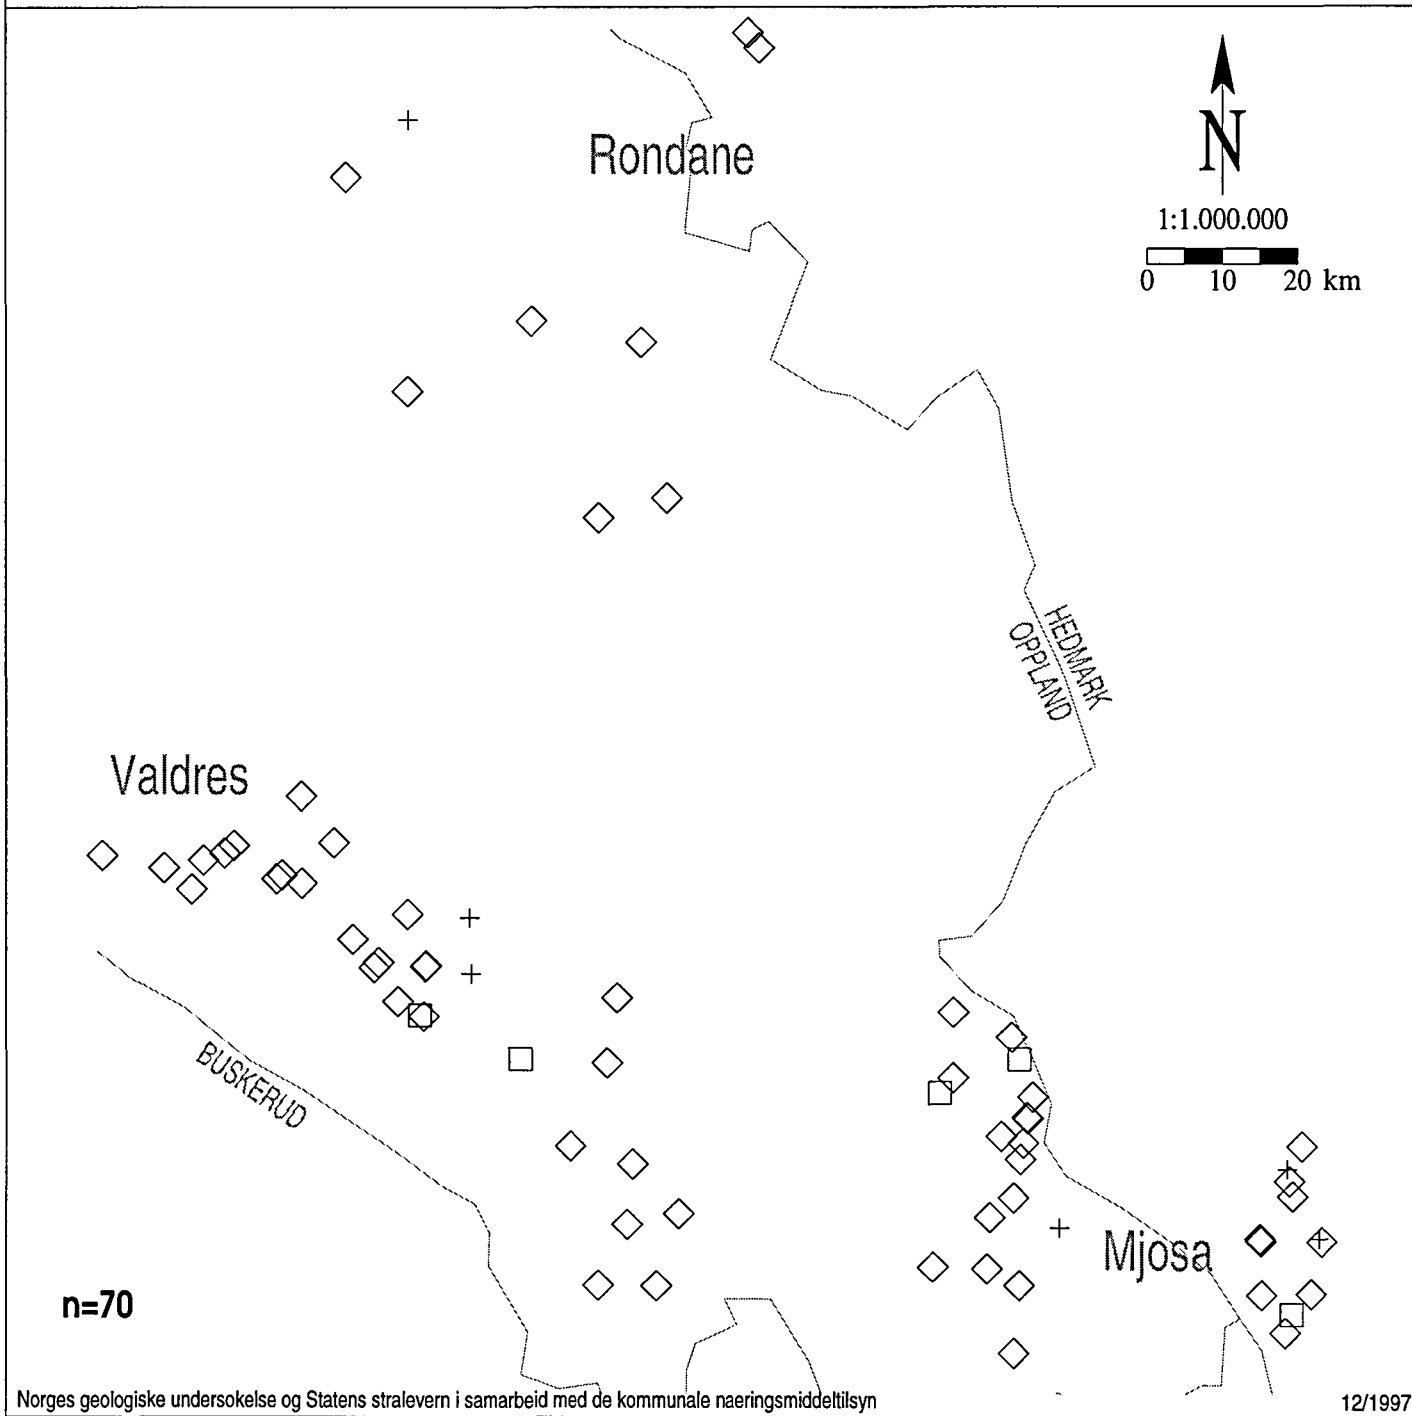 Rondane
N
1:1.000.000
0 10 20 km
HEDMARK
OPPLAND
Valdres
BUSKERUD
Mjosa
n=70
Norges geologiske undersokelse og Statens stralevern i samarbeid med de kommunale naeringsmiddeltilsyn
12/1997